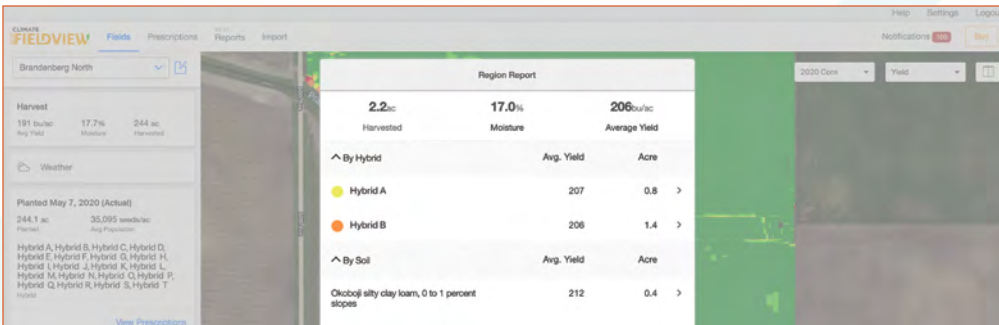 Help Settings Logout
CLIMATE
FIELDVIEW Fields Prescriptions Reports Import Notifications Buy
Brandenberg North
Region Report
2020 Corn Yield
Harvest
2.2ac 17.0% 206bu/ac
Harvested Moisture Average Yield
191 bu/ac 17.7% 244 ac
Avg Yield Moisture Harvested
By Hybrid Avg. Yield Acre
Weather
Hybrid A 207 0.8
Planted May 7, 2020 (Actual)
Hybrid B 206 1.4
244.1 ac 35,095 seeds/ac
Planted Avg Population
Hybrid A, Hybrid B, Hybrid C, Hybrid D,
Hybrid E, Hybrid F, Hybrid G, Hybrid H,
Hybrid I, Hybrid J, Hybrid K, Hybrid L,
Hybrid M, Hybrid N, Hybrid O, Hybrid P,
Hybrid Q, Hybrid R, Hybrid S, Hybrid T
Hybrid
By Soil Avg. Yield Acre
Okoboji silty clay loam, 0 to 1 percent
slopes 212 0.4
View Prescriptions